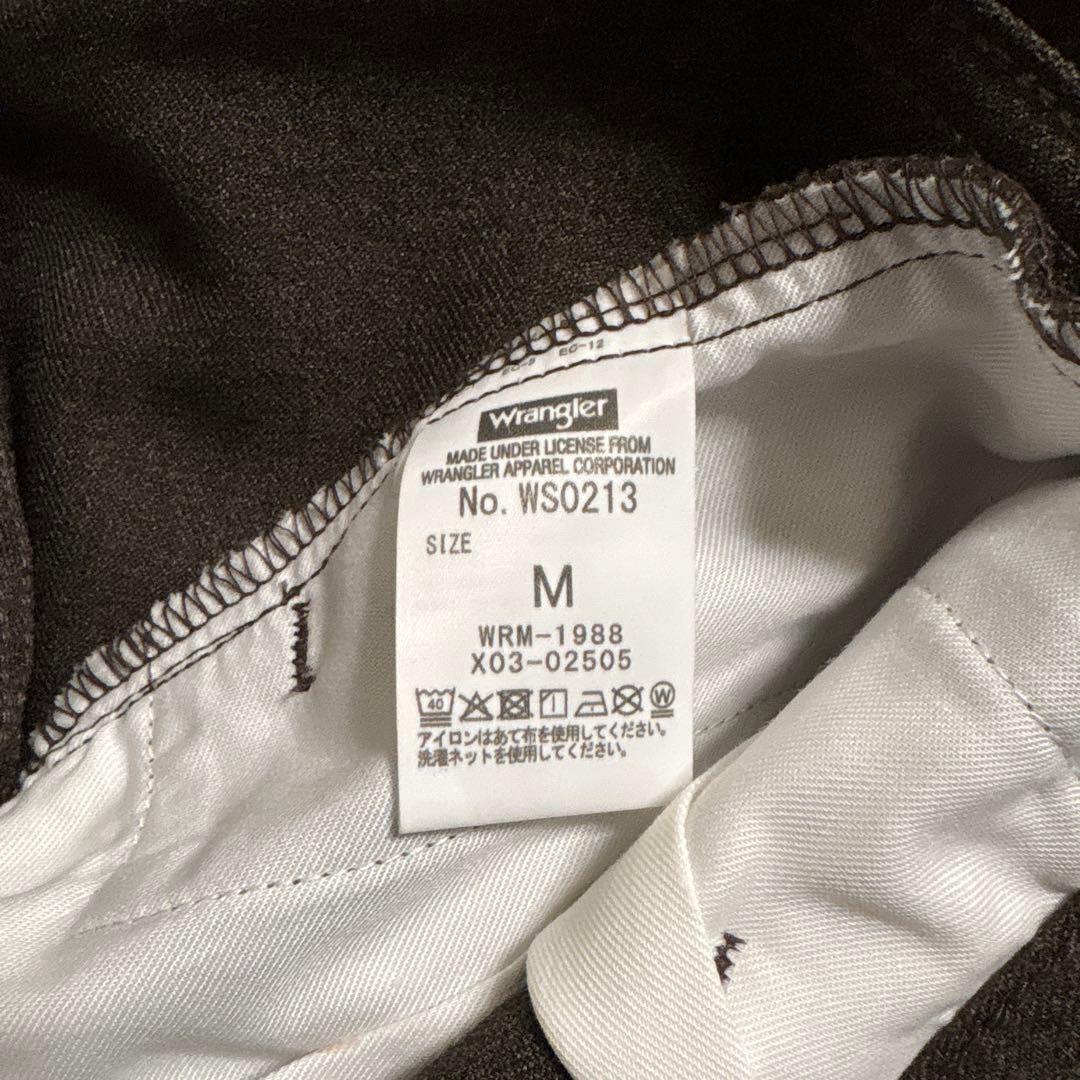 EC-12
Wrangler
MADE UNDER LICENSE FROM
WRANGLER APPAREL CORPORATION
No. WS0213
SIZE
M
WRM-1988
X03-02505
40 W
アイロンはあて布を使用してください。
洗濯ネットを使用してください。